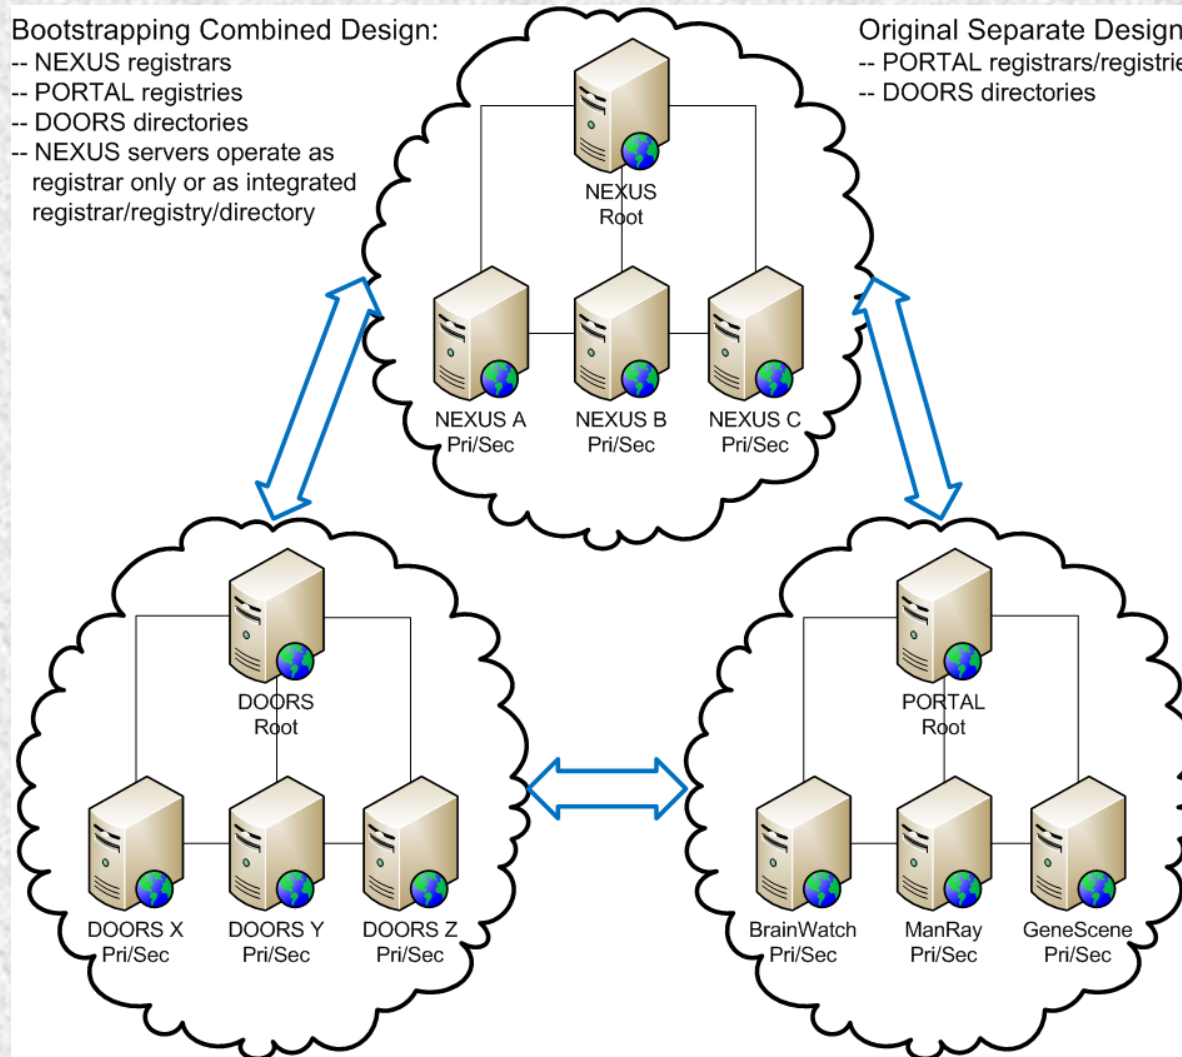 Bootstrapping Combined Design:
-- NEXUS registrars
-- PORTAL registries
-- DOORS directories
-- NEXUS servers operate as
registrar only or as integrated
registrar/registry/directory
Original Separate Design
-- PORTAL registrars/registrie
-- DOORS directories
NEXUS
Root
NEXUS A
Pri/Sec
NEXUS B
Pri/Sec
NEXUS C
Pri/Sec
DOORS
Root
DOORS X
Pri/Sec
DOORS Y
Pri/Sec
DOORS Z
Pri/Sec
PORTAL
Root
BrainWatch
Pri/Sec
ManRay
Pri/Sec
GeneScene
Pri/Sec